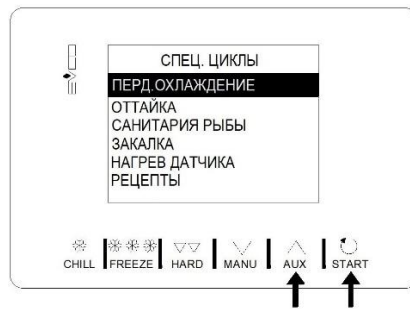 СПЕЦ. ЦИКЛЫ
ПЕРД.ОХЛАЖДЕНИЕ
ОТТАЙКА
САНИТАРИЯ РЫБЫ
ЗАКАЛКА
НАГРЕВ ДАТЧИКА
РЕЦЕПТЫ
CHILL FREEZE HARD MANU AUX START